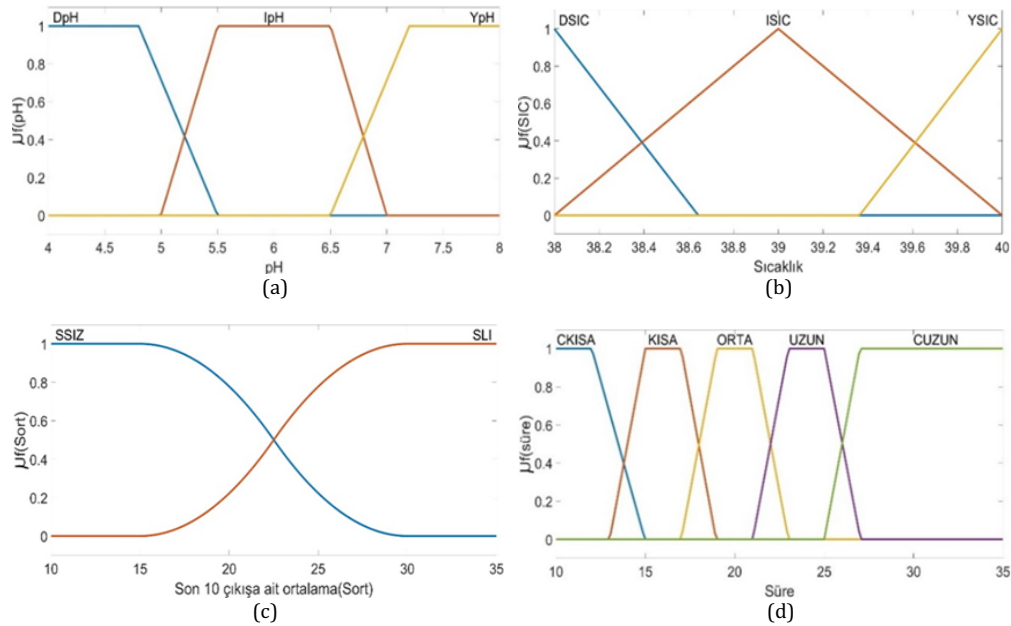 DpH IpH YpH
1
0.8
0.6
0.4
0.2
0
µf(pH)
4 4.5 5 5.5 6 6.5 7 7.5 8
pH
(a)
DSIC ISIC YSIC
1
0.8
0.6
0.4
0.2
0
µf(SIC)
38 38.2 38.4 38.6 38.8 39 39.2 39.4 39.6 39.8 40
Sıcaklık
(b)
SSIZ SLI
1
0.8
0.6
0.4
0.2
0
µf(Sort)
10 15 20 25 30 35
Son 10 çıkışa ait ortalama(Sort)
(c)
CKISA KISA ORTA UZUN CUZUN
1
0.8
0.6
0.4
0.2
0
µf(süre)
10 15 20 25 30 35
Süre
(d)